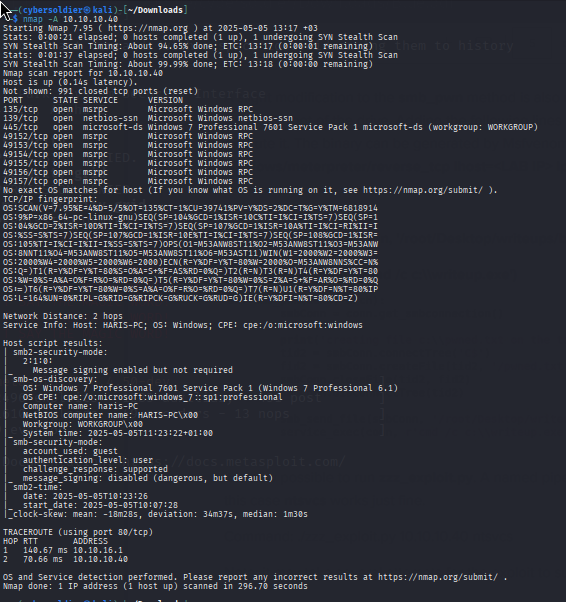 (cybersoldier㉿kali)-[~/Downloads]
$ nmap -A 10.10.10.40
Starting Nmap 7.95 ( https://nmap.org ) at 2025-05-05 13:17 +03
Stats: 0:00:21 elapsed; 0 hosts completed (1 up), 1 undergoing SYN Stealth Scan
SYN Stealth Scan Timing: About 94.65% done; ETC: 13:17 (0:00:01 remaining)
Stats: 0:01:37 elapsed; 0 hosts completed (1 up), 1 undergoing SYN Stealth Scan
SYN Stealth Scan Timing: About 99.99% done; ETC: 13:18 (0:00:00 remaining)
Nmap scan report for 10.10.10.40
Host is up (0.14s latency).
Not shown: 991 closed tcp ports (reset)
PORT STATE SERVICE VERSION
135/tcp open msrpc Microsoft Windows RPC
139/tcp open netbios-ssn Microsoft Windows netbios-ssn
445/tcp open microsoft-ds Windows 7 Professional 7601 Service Pack 1 microsoft-ds (workgroup: WORKGROUP)
49152/tcp open msrpc Microsoft Windows RPC
49153/tcp open msrpc Microsoft Windows RPC
49154/tcp open msrpc Microsoft Windows RPC
49155/tcp open msrpc Microsoft Windows RPC
49156/tcp open msrpc Microsoft Windows RPC
49157/tcp open msrpc Microsoft Windows RPC
No exact OS matches for host (If you know what OS is running on it, see https://nmap.org/submit/ ).
TCP/IP fingerprint:
OS:SCAN(V=7.95%E=4%D=5/5%OT=135%CT=1%CU=39741%PV=Y%DS=2%DC=T%G=Y%TM=6818914
OS:9%P=x86_64-pc-linux-gnu)SEQ(SP=104%GCD=1%ISR=10C%TI=I%CI=I%TS=7)SEQ(SP=1
OS:04%GCD=2%ISR=10D%TI=I%CI=I%TS=7)SEQ(SP=107%GCD=1%ISR=10A%TI=I%CI=RI%II=I
OS:%SS=S%TS=7)SEQ(SP=107%GCD=1%ISR=10E%TI=I%CI=I%TS=7)SEQ(SP=108%GCD=1%ISR=
OS:105%TI=I%CI=I%II=I%SS=S%TS=7)OPS(O1=M53ANW8ST11%O2=M53ANW8ST11%O3=M53ANW
OS:8NNT11%O4=M53ANW8ST11%O5=M53ANW8ST11%O6=M53AST11)WIN(W1=2000%W2=2000%W3=
OS:2000%W4=2000%W5=2000%W6=2000)ECN(R=Y%DF=Y%T=80%W=2000%O=M53ANW8NNS%CC=N%
OS:Q=)T1(R=Y%DF=Y%T=80%S=O%A=S+%F=AS%RD=0%Q=)T2(R=N)T3(R=N)T4(R=Y%DF=Y%T=80
OS:%W=0%S=A%A=O%F=R%O=%RD=0%Q=)T5(R=Y%DF=Y%T=80%W=0%S=Z%A=S+%F=AR%O=%RD=0%Q
OS:=)T6(R=Y%DF=Y%T=80%W=0%S=A%A=O%F=R%O=%RD=0%Q=)T7(R=N)U1(R=Y%DF=N%T=80%IP
OS:L=164%UN=0%RIPL=G%RID=G%RIPCK=G%RUCK=G%RUD=G)IE(R=Y%DFI=N%T=80%CD=Z)
Network Distance: 2 hops
Service Info: Host: HARIS-PC; OS: Windows; CPE: cpe:/o:microsoft:windows
Host script results:
| smb2-security-mode:
| 2:1:0:
|_ Message signing enabled but not required
| smb-os-discovery:
| OS: Windows 7 Professional 7601 Service Pack 1 (Windows 7 Professional 6.1)
| OS CPE: cpe:/o:microsoft:windows_7::sp1:professional
| Computer name: haris-PC
| NetBIOS computer name: HARIS-PC\x00
| Workgroup: WORKGROUP\x00
|_ System time: 2025-05-05T11:23:22+01:00
| smb-security-mode:
| account_used: guest
| authentication_level: user
| challenge_response: supported
|_ message_signing: disabled (dangerous, but default)
| smb2-time:
| date: 2025-05-05T10:23:26
|_ start_date: 2025-05-05T10:07:28
|_clock-skew: mean: -18m28s, deviation: 34m37s, median: 1m30s
TRACEROUTE (using port 80/tcp)
HOP RTT ADDRESS
1 140.67 ms 10.10.16.1
2 70.66 ms 10.10.10.40
OS and Service detection performed. Please report any incorrect results at https://nmap.org/submit/ .
Nmap done: 1 IP address (1 host up) scanned in 296.70 seconds